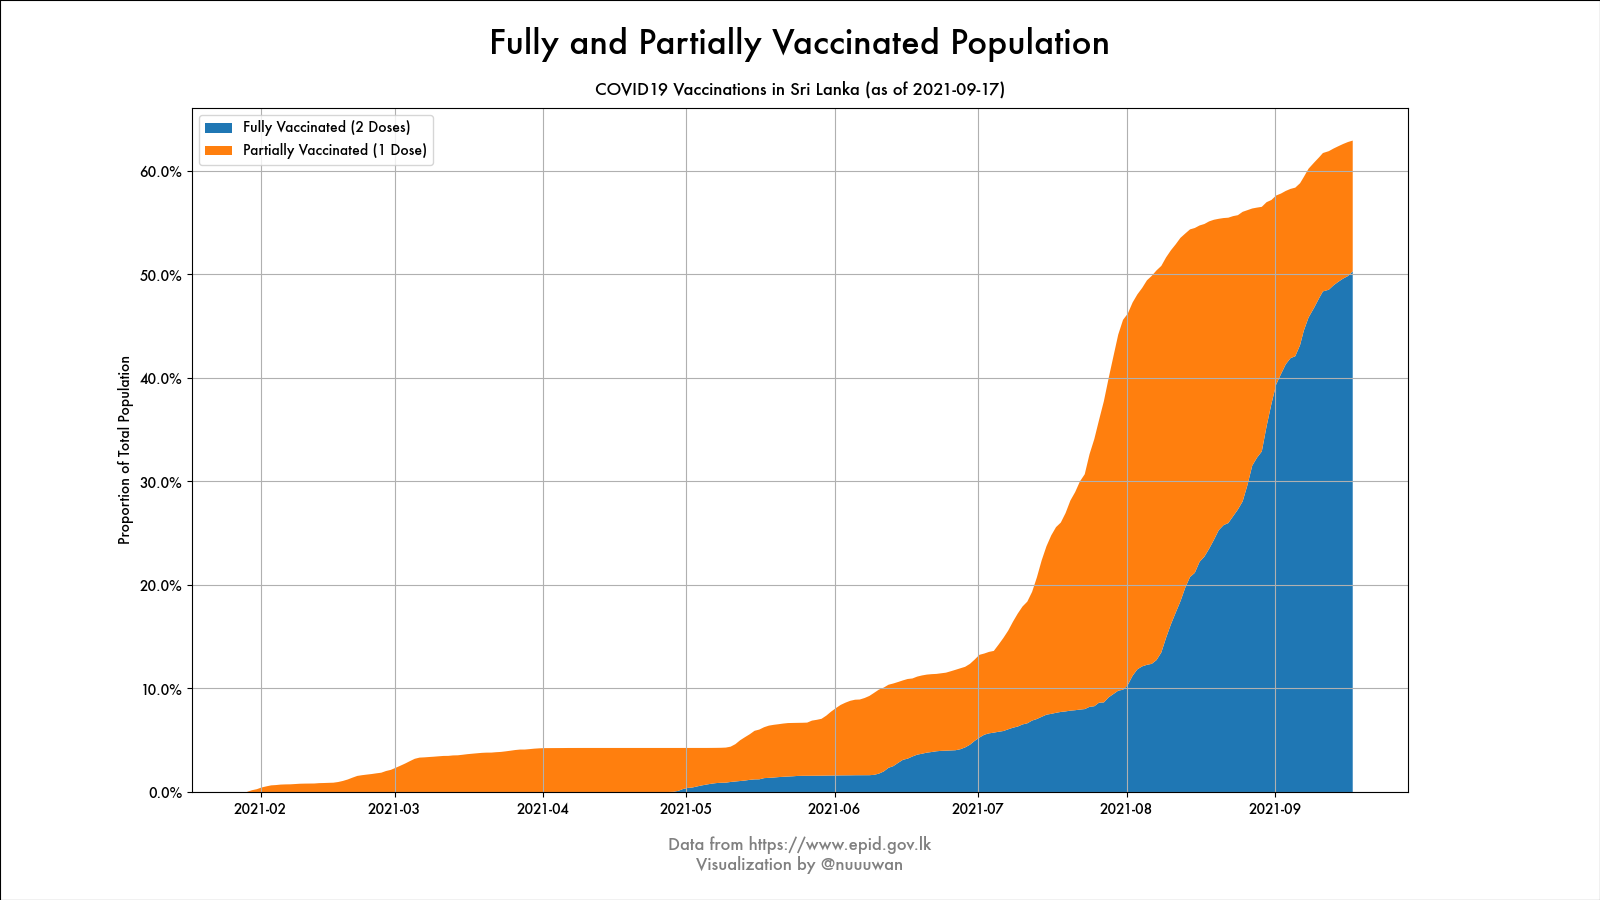 Fully and Partially Vaccinated Population
COVID19 Vaccinations in Sri Lanka (as of 2021-09-17)
Fully Vaccinated (2 Doses)
Partially Vaccinated (1 Dose)
60.0%
50.0%
40.0%
30.0%
20.0%
10.0%
0.0%
Proportion of Total Population
2021-02 2021-03 2021-04 2021-05 2021-06 2021-07 2021-08 2021-09
Data from https://www.epid.gov.lk
Visualization by @nuuuwan